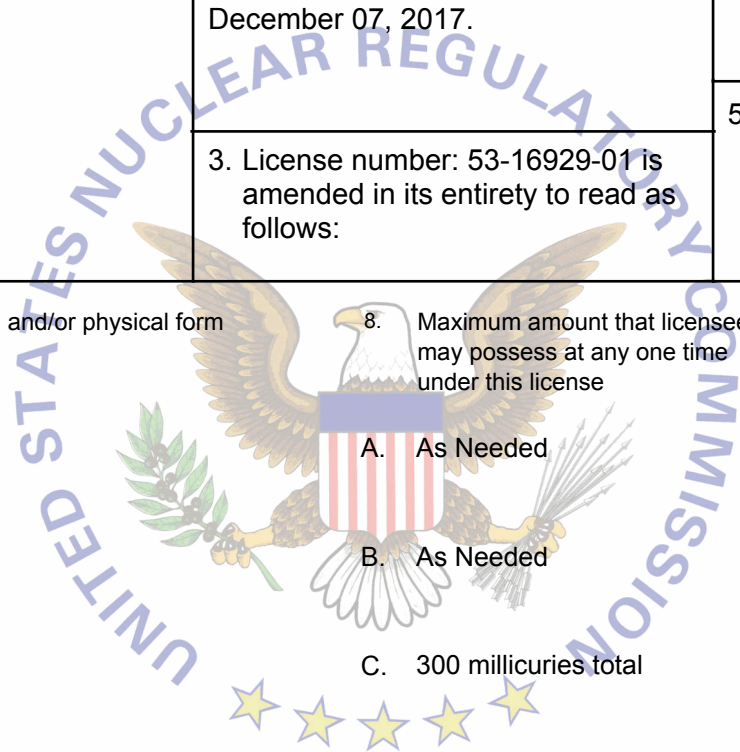 December 07, 2017.
5
3. License number: 53-16929-01 is
amended in its entirety to read as
follows:
and/or physical form
8. Maximum amount that licensee
may possess at any one time
under this license
A. As Needed
B. As Needed
C. 300 millicuries total
UNITED STATES NUCLEAR REGULATORY COMMISSION